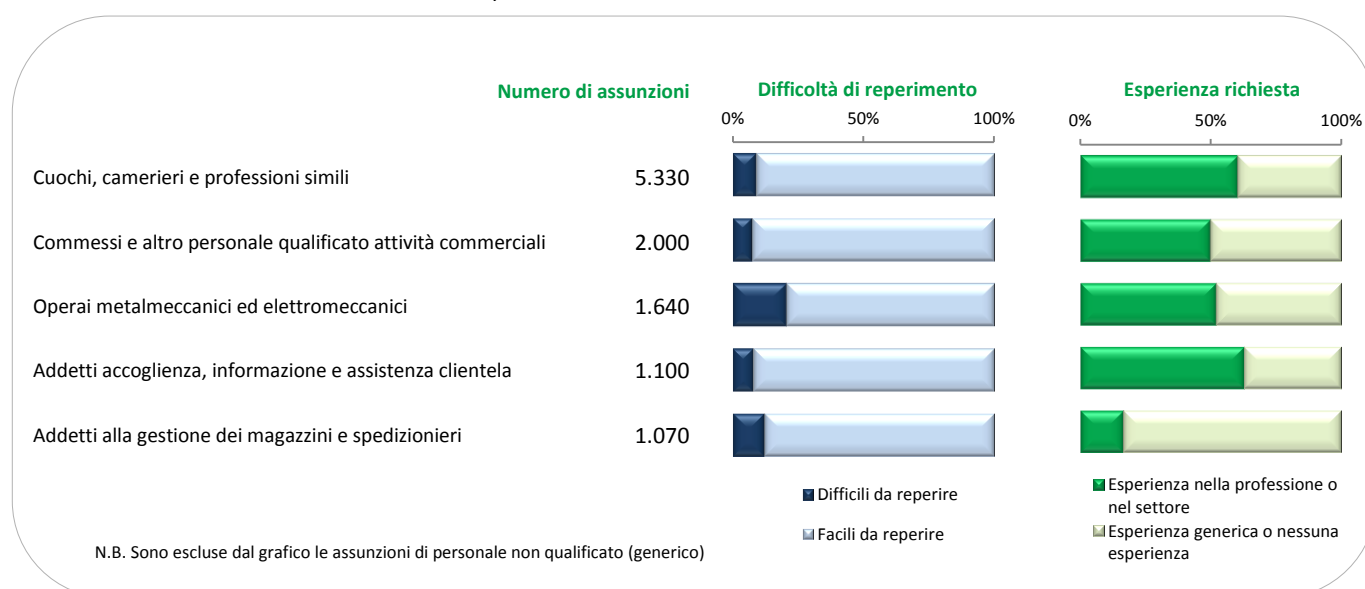 Numero di assunzioni
Difficoltà di reperimento
Esperienza richiesta
0% 50% 100%
0% 50% 100%
Cuochi, camerieri e professioni simili 5.330
Commessi e altro personale qualificato attività commerciali 2.000
Operai metalmeccanici ed elettromeccanici 1.640
Addetti accoglienza, informazione e assistenza clientela 1.100
Addetti alla gestione dei magazzini e spedizionieri 1.070
Difficili da reperire
Facili da reperire
Esperienza nella professione o
nel settore
Esperienza generica o nessuna
esperienza
N.B. Sono escluse dal grafico le assunzioni di personale non qualificato (generico)